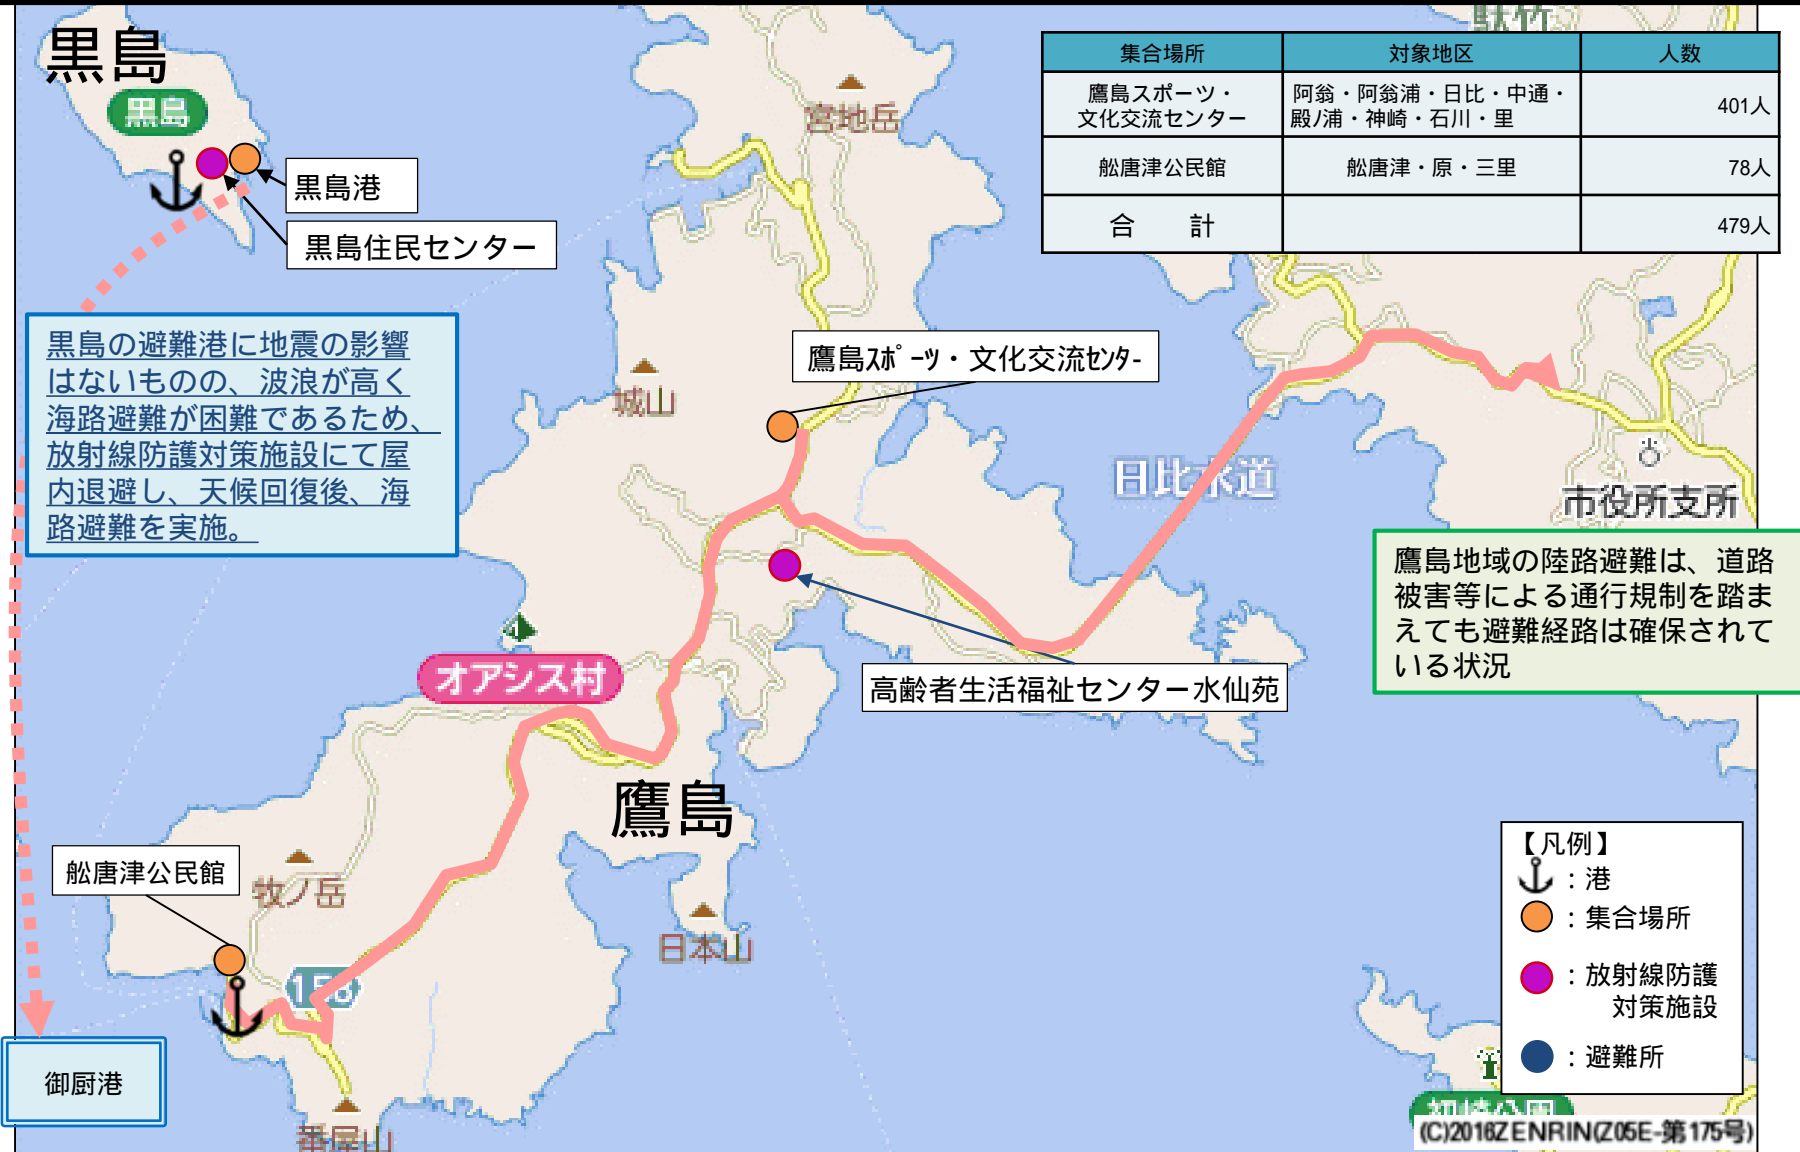 黒島
黒島
黒島港
黒島住民センター
宮地岳
集合場所 対象地区 人数
鷹島スポーツ・
文化交流センター
阿翁・阿翁浦・日比・中通・
殿ﾉ浦・神崎・石川・里
401人
舩唐津公民館 舩唐津・原・三里 78人
合 計 479人
黒島の避難港に地震の影響
はないものの、波浪が高く
海路避難が困難であるため、
放射線防護対策施設にて屋
内退避し、天候回復後、海
路避難を実施。
鷹島ｽﾎﾟｰﾂ・文化交流ｾﾝﾀｰ
城山
日比水道
市役所支所
鷹島地域の陸路避難は、道路
被害等による通行規制を踏ま
えても避難経路は確保されて
いる状況
オアシス村
高齢者生活福祉センター水仙苑
鷹島
舩唐津公民館
牧ノ岳
日本山
御厨港
番屋山
【凡例】
：港
：集合場所
：放射線防護
対策施設
：避難所
(C)2016ZENRIN(Z05E-第175号)